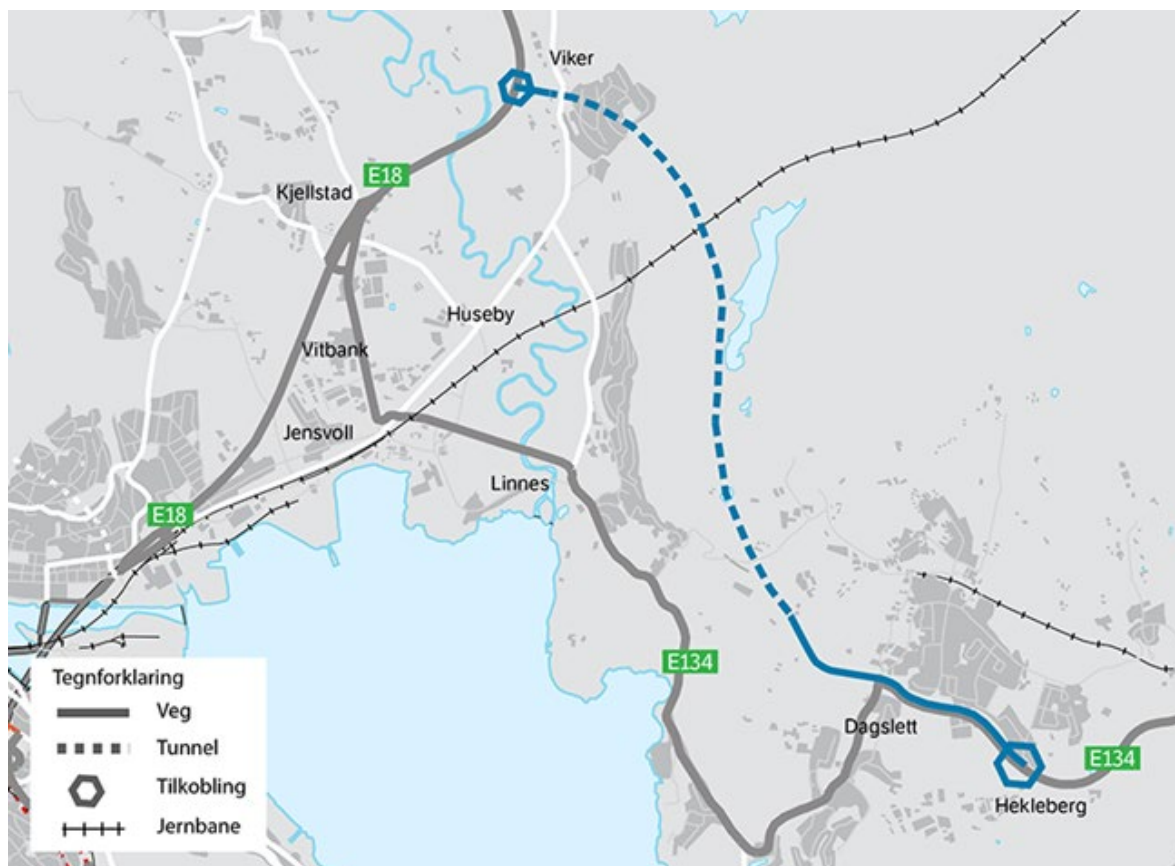 Viker
E18
Kjellstad
Huseby
Vitbank
Jensvoll
Linnes
E18
E134
Dagslett
E134
Hekleberg
Tegnforklaring
Veg
Tunnel
Tilkobling
Jernbane